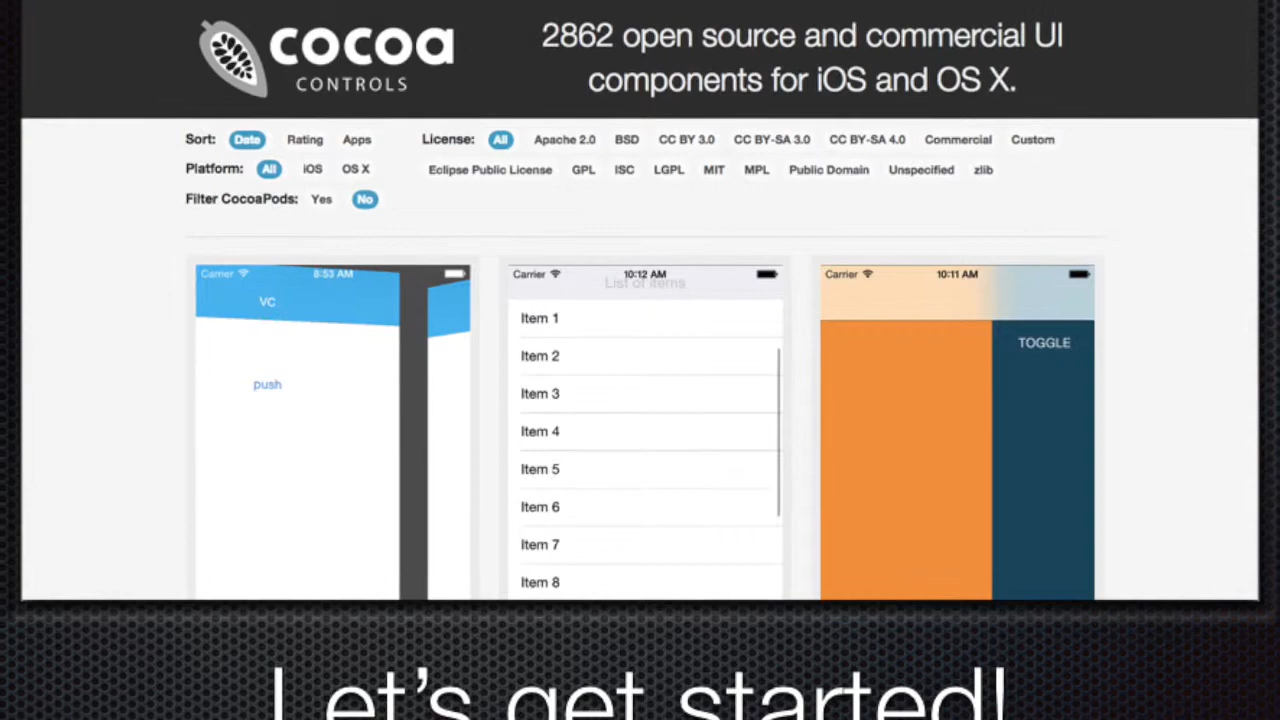 cocoa
CONTROLS
2862 open source and commercial UI
components for iOS and OS X.
Sort: Date Rating Apps
License: All Apache 2.0 BSD CC BY 3.0 CC BY-SA 3.0 CC BY-SA 4.0 Commercial Custom
Platform: All iOS OS X
Eclipse Public License GPL ISC LGPL MIT MPL Public Domain Unspecified zlib
Filter CocoaPods: Yes No
Carrier 8:53 AM
VC
push
Carrier 10:12 AM
List of items
Item 1
Item 2
Item 3
Item 4
Item 5
Item 6
Item 7
Item 8
Carrier 10:11 AM
TOGGLE
Let's get started!